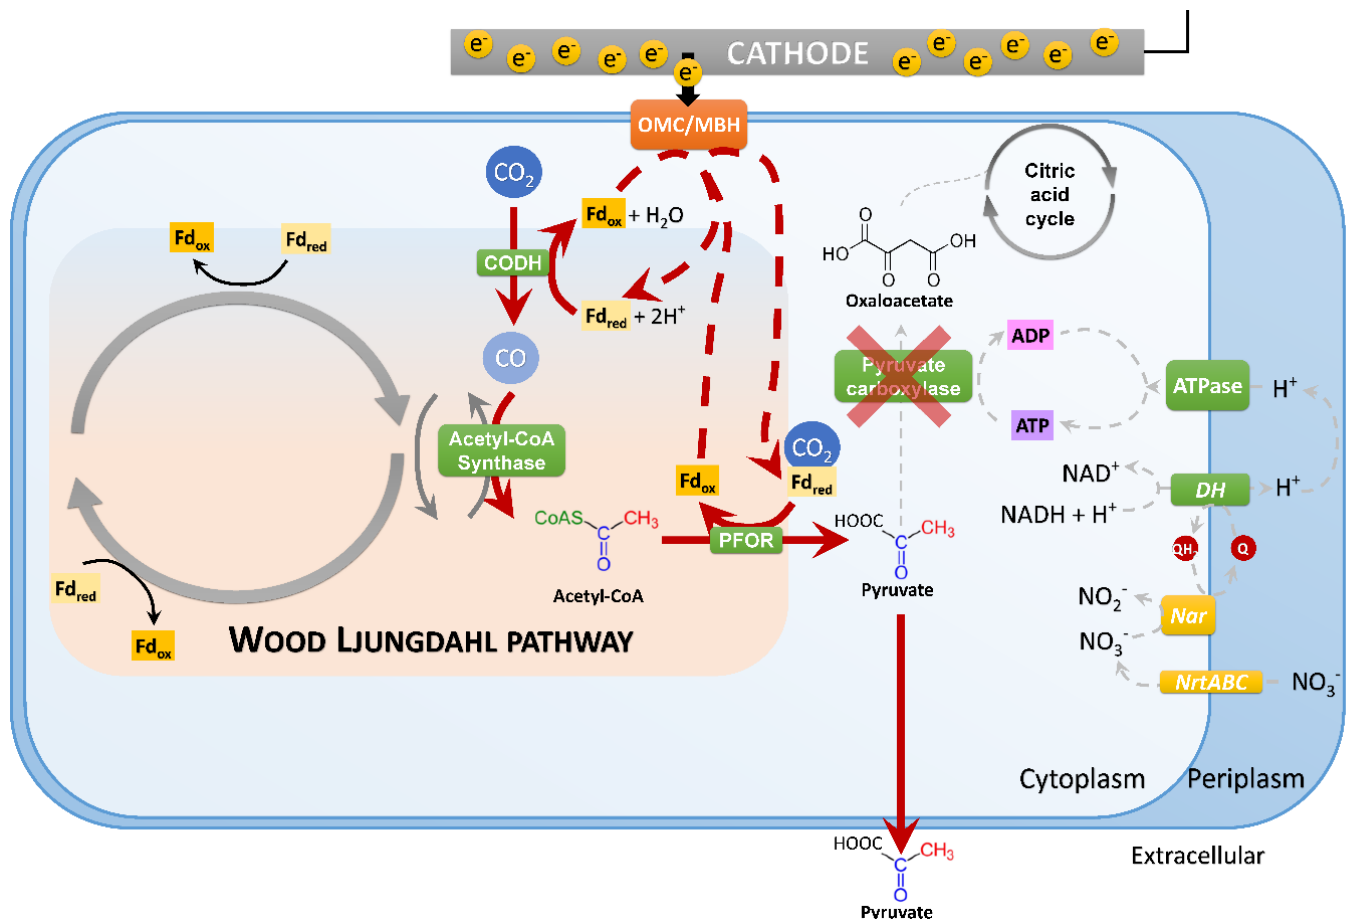 e⁻ e⁻ e⁻ e⁻ e⁻ e⁻ CATHODE e⁻ e⁻ e⁻ e⁻ e⁻ e⁻
OMC/MBH
CO₂
Citric
acid
cycle
Fdox + H₂O
Fdox
Fdred
CODH
Fdred + 2H⁺
HO
O
O
O
OH
Oxaloacetate
CO
ADP
Pyruvate
carboxylase
ATPase
H⁺
ATP
Acetyl-CoA
Synthase
CO₂
Fdox
Fdred
NAD⁺
NADH + H⁺
DH
H⁺
CoAS
CH₃
O
Acetyl-CoA
PFOR
HOOC
CH₃
O
Pyruvate
Q
Fdred
Fdox
NO₂⁻
NO₃⁻
Nar
NrtABC
NO₃⁻
WOOD LJUNGDAHL PATHWAY
Cytoplasm
Periplasm
Extracellular
HOOC
CH₃
C
O
Pyruvate